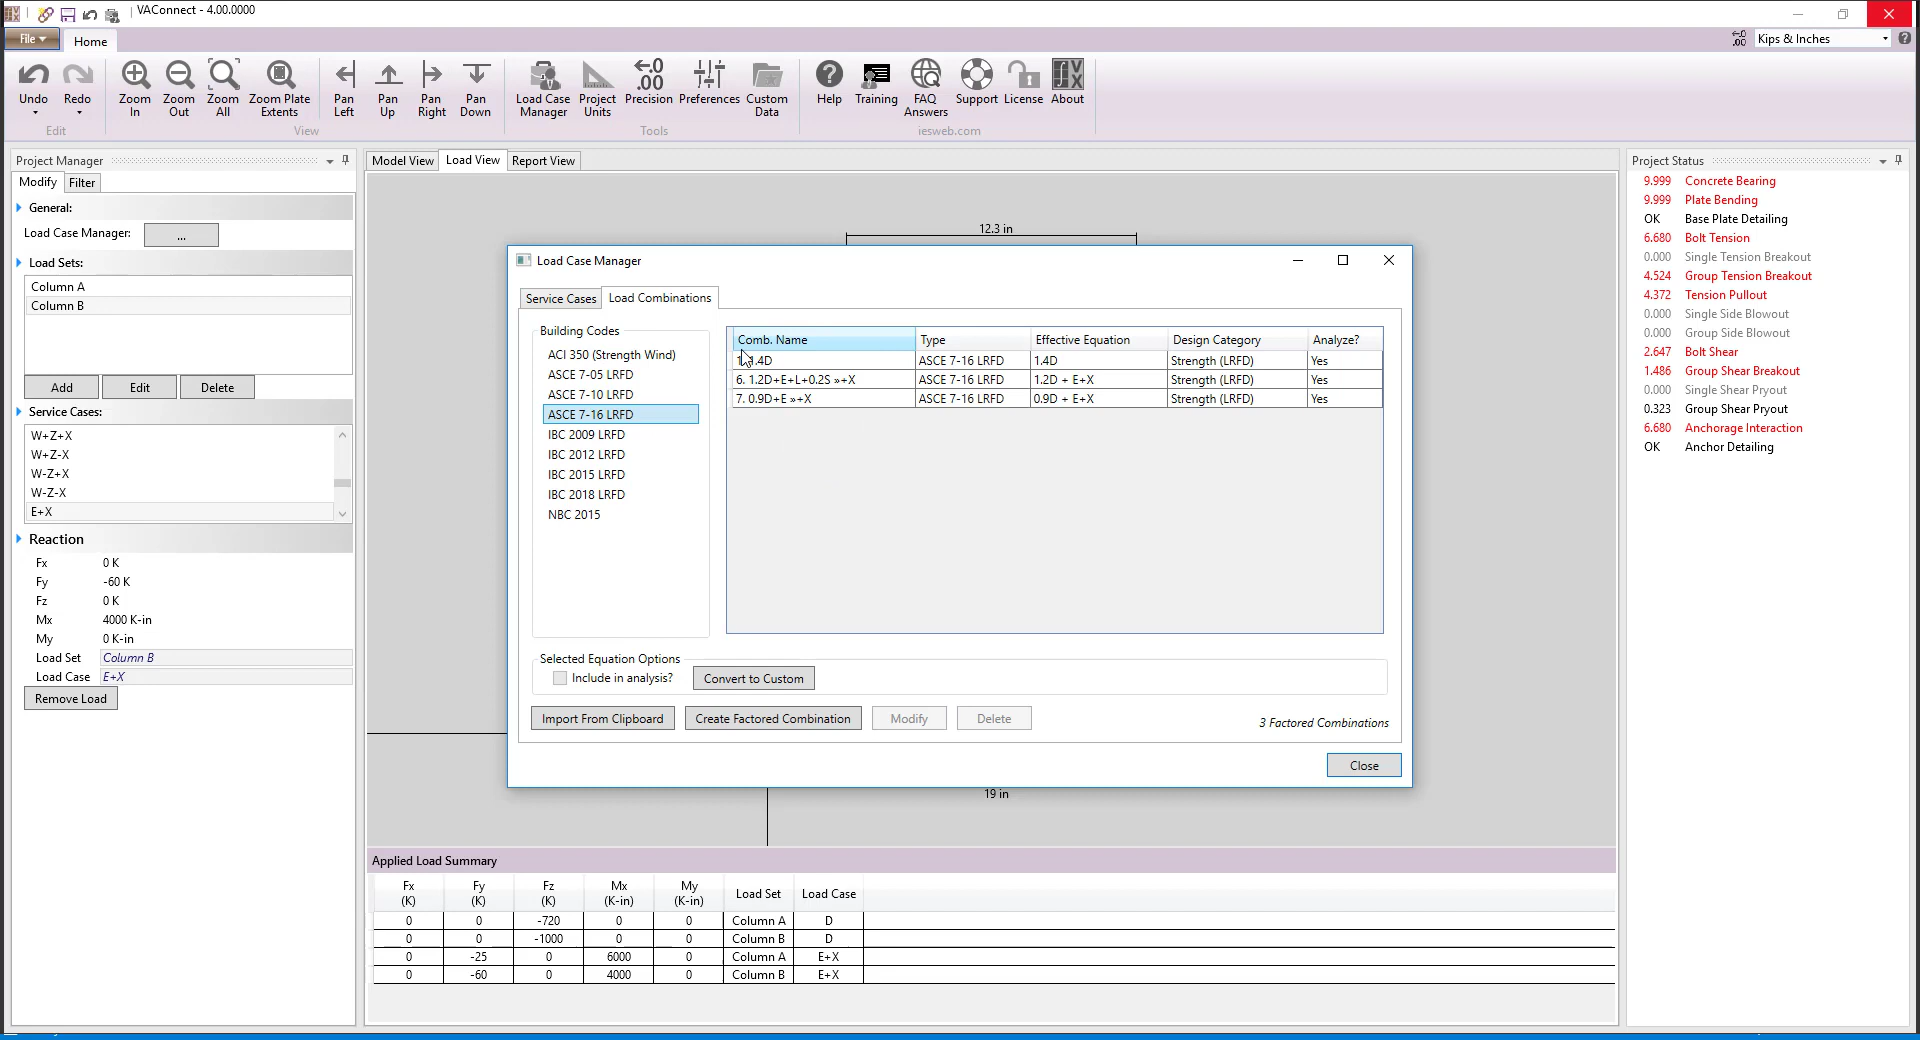 VAConnect - 4.00.0000
File
Home
←.0
.00
Kips & Inches
Undo
Redo
Zoom In
Zoom Out
Zoom All
Zoom Plate Extents
Pan Left
Pan Up
Pan Right
Pan Down
Load Case Manager
Project Units
←.0
.00
Precision
Preferences
Custom Data
Help
Training
FAQ Answers
Support
License
About
Edit
View
Tools
iesweb.com
Project Manager
Modify
Filter
General:
Load Case Manager:
...
Load Sets:
Column A
Column B
Add
Edit
Delete
Service Cases:
W+Z+X
W+Z-X
W-Z+X
W-Z-X
E+X
Reaction
Fx 0 K
Fy -60 K
Fz 0 K
Mx 4000 K-in
My 0 K-in
Load Set Column B
Load Case E+X
Remove Load
Model View
Load View
Report View
12.3 in
Load Case Manager
Service Cases
Load Combinations
Building Codes
ACI 350 (Strength Wind)
ASCE 7-05 LRFD
ASCE 7-10 LRFD
ASCE 7-16 LRFD
IBC 2009 LRFD
IBC 2012 LRFD
IBC 2015 LRFD
IBC 2018 LRFD
NBC 2015
Comb. Name Type Effective Equation Design Category Analyze?
.4D ASCE 7-16 LRFD 1.4D Strength (LRFD) Yes
6. 1.2D+E+L+0.2S »+X ASCE 7-16 LRFD 1.2D + E+X Strength (LRFD) Yes
7. 0.9D+E »+X ASCE 7-16 LRFD 0.9D + E+X Strength (LRFD) Yes
Selected Equation Options
Include in analysis?
Convert to Custom
Import From Clipboard
Create Factored Combination
Modify
Delete
3 Factored Combinations
Close
19 in
Applied Load Summary
Fx (K) Fy (K) Fz (K) Mx (K-in) My (K-in) Load Set Load Case
0 0 -720 0 0 Column A D
0 0 -1000 0 0 Column B D
0 -25 0 6000 0 Column A E+X
0 -60 0 4000 0 Column B E+X
Project Status
9.999 Concrete Bearing
9.999 Plate Bending
OK Base Plate Detailing
6.680 Bolt Tension
0.000 Single Tension Breakout
4.524 Group Tension Breakout
4.372 Tension Pullout
0.000 Single Side Blowout
0.000 Group Side Blowout
2.647 Bolt Shear
1.486 Group Shear Breakout
0.000 Single Shear Pryout
0.323 Group Shear Pryout
6.680 Anchorage Interaction
OK Anchor Detailing